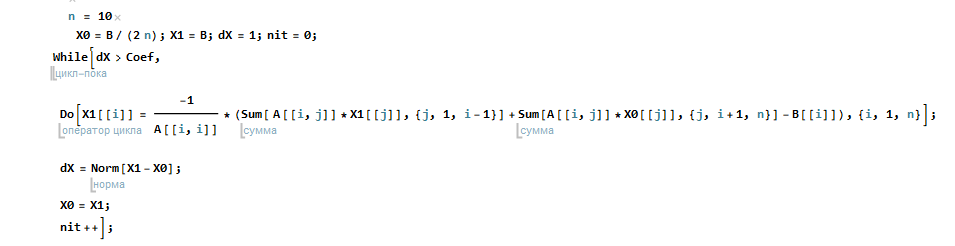 n = 10
X0 = B / (2 n); X1 = B; dX = 1; nit = 0;
While[dX > Coef,
цикл-пока
Do[X1[[i]] = -1 / A[[i, i]] * (Sum[A[[i, j]] * X1[[j]], {j, 1, i - 1}] + Sum[A[[i, j]] * X0[[j]], {j, i + 1, n}] - B[[i]]), {i, 1, n}];
оператор цикла сумма сумма
dX = Norm[X1 - X0];
норма
X0 = X1;
nit ++];